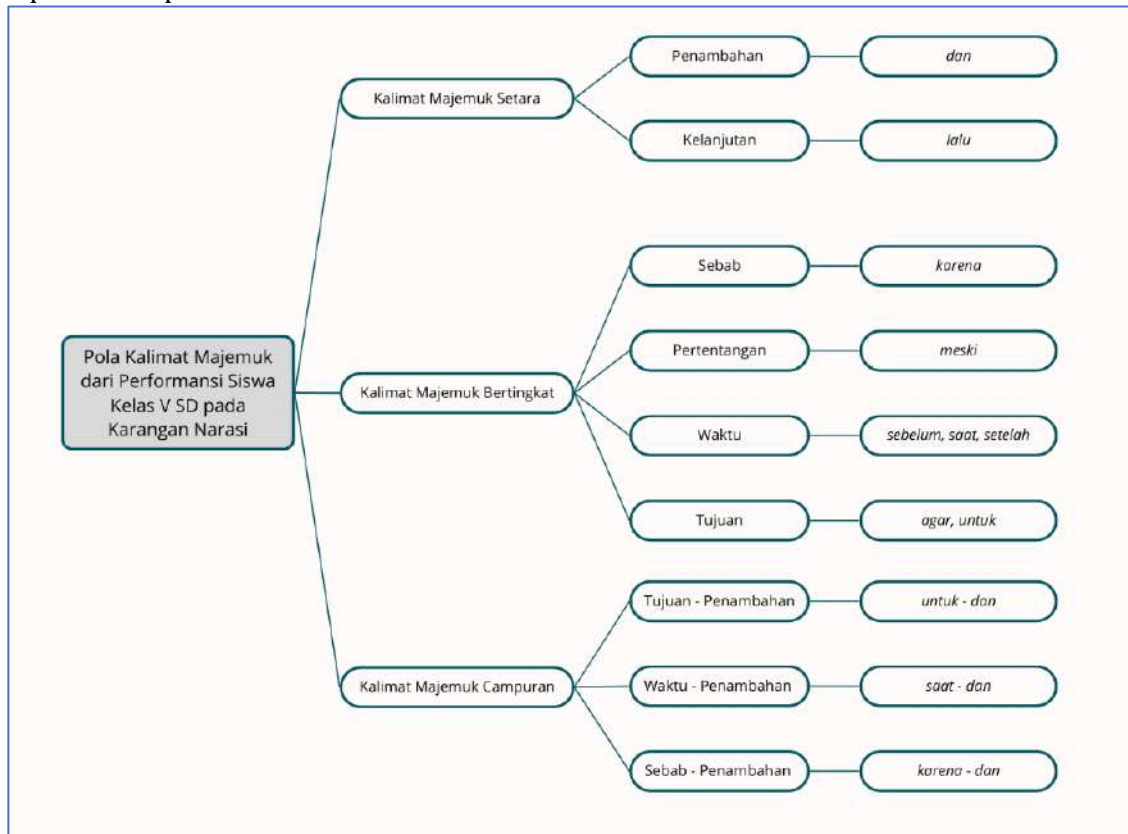 Pola Kalimat Majemuk
dari Performansi Siswa
Kelas V SD pada
Karangan Narasi
Kalimat Majemuk Setara
Penambahan
dan
Kelanjutan
lalu
Kalimat Majemuk Bertingkat
Sebab
karena
Pertentangan
meski
Waktu
sebelum, saat, setelah
Tujuan
agar, untuk
Kalimat Majemuk Campuran
Tujuan - Penambahan
untuk - dan
Waktu - Penambahan
saat - dan
Sebab - Penambahan
karena - dan